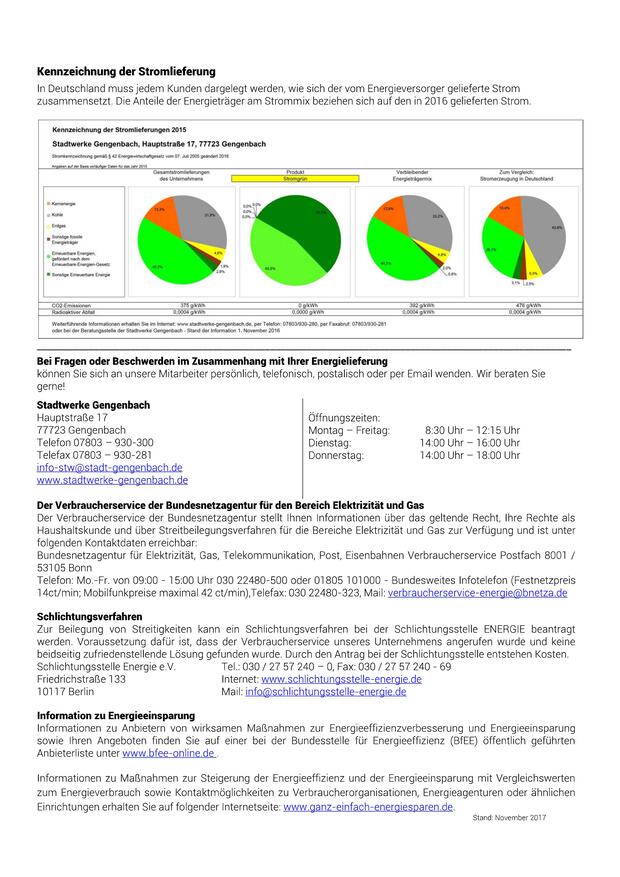 Kennzeichnung der Stromlieferung
In Deutschland muss jedem Kunden dargelegt werden, wie sich der vom Energieversorger gelieferte Strom
zusammensetzt. Die Anteile der Energieträger am Strommix beziehen sich auf den in 2016 gelieferten Strom.
Kennzeichnung der Stromlieferungen 2015
Stadtwerke Gengenbach, Hauptstraße 17, 77723 Gengenbach
Stromkennzeichnung gemäß § 42 Energiewirtschaftsgesetz vom 07. Juli 2005 geändert 2016
Angaben auf der Basis vorläufiger Daten für das Jahr 2015
Gesamtstromlieferungen des Unternehmens
Produkt Stromgrün
Verbleibender Energieträgermix
Zum Vergleich: Stromerzeugung in Deutschland
Kernenergie
Kohle
Erdgas
Sonstige fossile Energieträger
Erneuerbare Energien, gefördert nach dem Erneuerbare-Energien-Gesetz
Sonstige Erneuerbare Energie
CO2-Emissionen 375 g/kWh 0 g/kWh 392 g/kWh 476 g/kWh
Radioaktiver Abfall 0,0004 g/kWh 0,0000 g/kWh 0,0004 g/kWh 0,0004 g/kWh
Weiterführende Informationen erhalten Sie im Internet: www.stadtwerke-gengenbach.de, per Telefon: 07803/930-280, per Faxabruf: 07803/930-281
oder bei der Beratungsstelle der Stadtwerke Gengenbach - Stand der Information 1. November 2016
Bei Fragen oder Beschwerden im Zusammenhang mit Ihrer Energielieferung
können Sie sich an unsere Mitarbeiter persönlich, telefonisch, postalisch oder per Email wenden. Wir beraten Sie
gerne!
Stadtwerke Gengenbach
Hauptstraße 17
77723 Gengenbach
Telefon 07803 – 930-300
Telefax 07803 – 930-281
info-stw@stadt-gengenbach.de
www.stadtwerke-gengenbach.de
Öffnungszeiten:
Montag – Freitag: 8:30 Uhr – 12:15 Uhr
Dienstag: 14:00 Uhr – 16:00 Uhr
Donnerstag: 14:00 Uhr – 18:00 Uhr
Der Verbraucherservice der Bundesnetzagentur für den Bereich Elektrizität und Gas
Der Verbraucherservice der Bundesnetzagentur stellt Ihnen Informationen über das geltende Recht, Ihre Rechte als
Haushaltskunde und über Streitbeilegungsverfahren für die Bereiche Elektrizität und Gas zur Verfügung und ist unter
folgenden Kontaktdaten erreichbar:
Bundesnetzagentur für Elektrizität, Gas, Telekommunikation, Post, Eisenbahnen Verbraucherservice Postfach 8001 /
53105 Bonn
Telefon: Mo.-Fr. von 09:00 - 15:00 Uhr 030 22480-500 oder 01805 101000 - Bundesweites Infotelefon (Festnetzpreis
14ct/min; Mobilfunkpreise maximal 42 ct/min),Telefax: 030 22480-323, Mail: verbraucherservice-energie@bnetza.de
Schlichtungsverfahren
Zur Beilegung von Streitigkeiten kann ein Schlichtungsverfahren bei der Schlichtungsstelle ENERGIE beantragt
werden. Voraussetzung dafür ist, dass der Verbraucherservice unseres Unternehmens angerufen wurde und keine
beidseitig zufriedenstellende Lösung gefunden wurde. Durch den Antrag bei der Schlichtungsstelle entstehen Kosten.
Schlichtungsstelle Energie e.V. Tel.: 030 / 27 57 240 – 0, Fax: 030 / 27 57 240 - 69
Friedrichstraße 133 Internet: www.schlichtungsstelle-energie.de
10117 Berlin Mail: info@schlichtungsstelle-energie.de
Information zu Energieeinsparung
Informationen zu Anbietern von wirksamen Maßnahmen zur Energieeffizienzverbesserung und Energieeinsparung
sowie Ihren Angeboten finden Sie auf einer bei der Bundesstelle für Energieeffizienz (BfEE) öffentlich geführten
Anbieterliste unter www.bfee-online.de .
Informationen zu Maßnahmen zur Steigerung der Energieeffizienz und der Energieeinsparung mit Vergleichswerten
zum Energieverbrauch sowie Kontaktmöglichkeiten zu Verbraucherorganisationen, Energieagenturen oder ähnlichen
Einrichtungen erhalten Sie auf folgender Internetseite: www.ganz-einfach-energiesparen.de.
Stand: November 2017